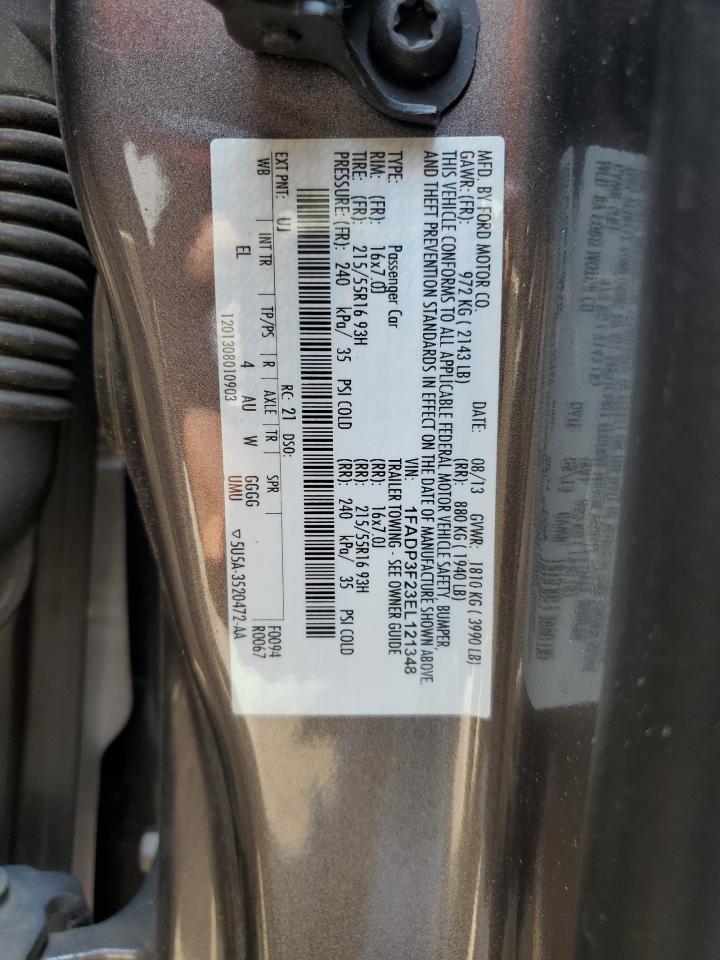 MFD. BY FORD MOTOR CO.
DATE: 08/13 GVWR: 1810 KG ( 3990 LB)
GAWR: (FR): 972 KG ( 2143 LB) (RR): 880 KG ( 1940 LB)
THIS VEHICLE CONFORMS TO ALL APPLICABLE FEDERAL MOTOR VEHICLE SAFETY, BUMPER,
AND THEFT PREVENTION STANDARDS IN EFFECT ON THE DATE OF MANUFACTURE SHOWN ABOVE.
VIN: 1FADP3F23EL121348
TYPE: Passenger Car TRAILER TOWING - SEE OWNER GUIDE
RIM: (FR): 16x7.0J (RR): 16x7.0J
TIRE: (FR): 215/55R16 93H (RR): 215/55R16 93H
PRESSURE: (FR): 240 kPa/ 35 PSI COLD (RR): 240 kPa/ 35 PSI COLD
EXT PNT: UJ RC: 21 DSO: F0094
WB INT TR TP/PS R AXLE TR SPR R0067
EL 4 AU W GGGG
1201308010903 UMU ▽5U5A-3520472-AA